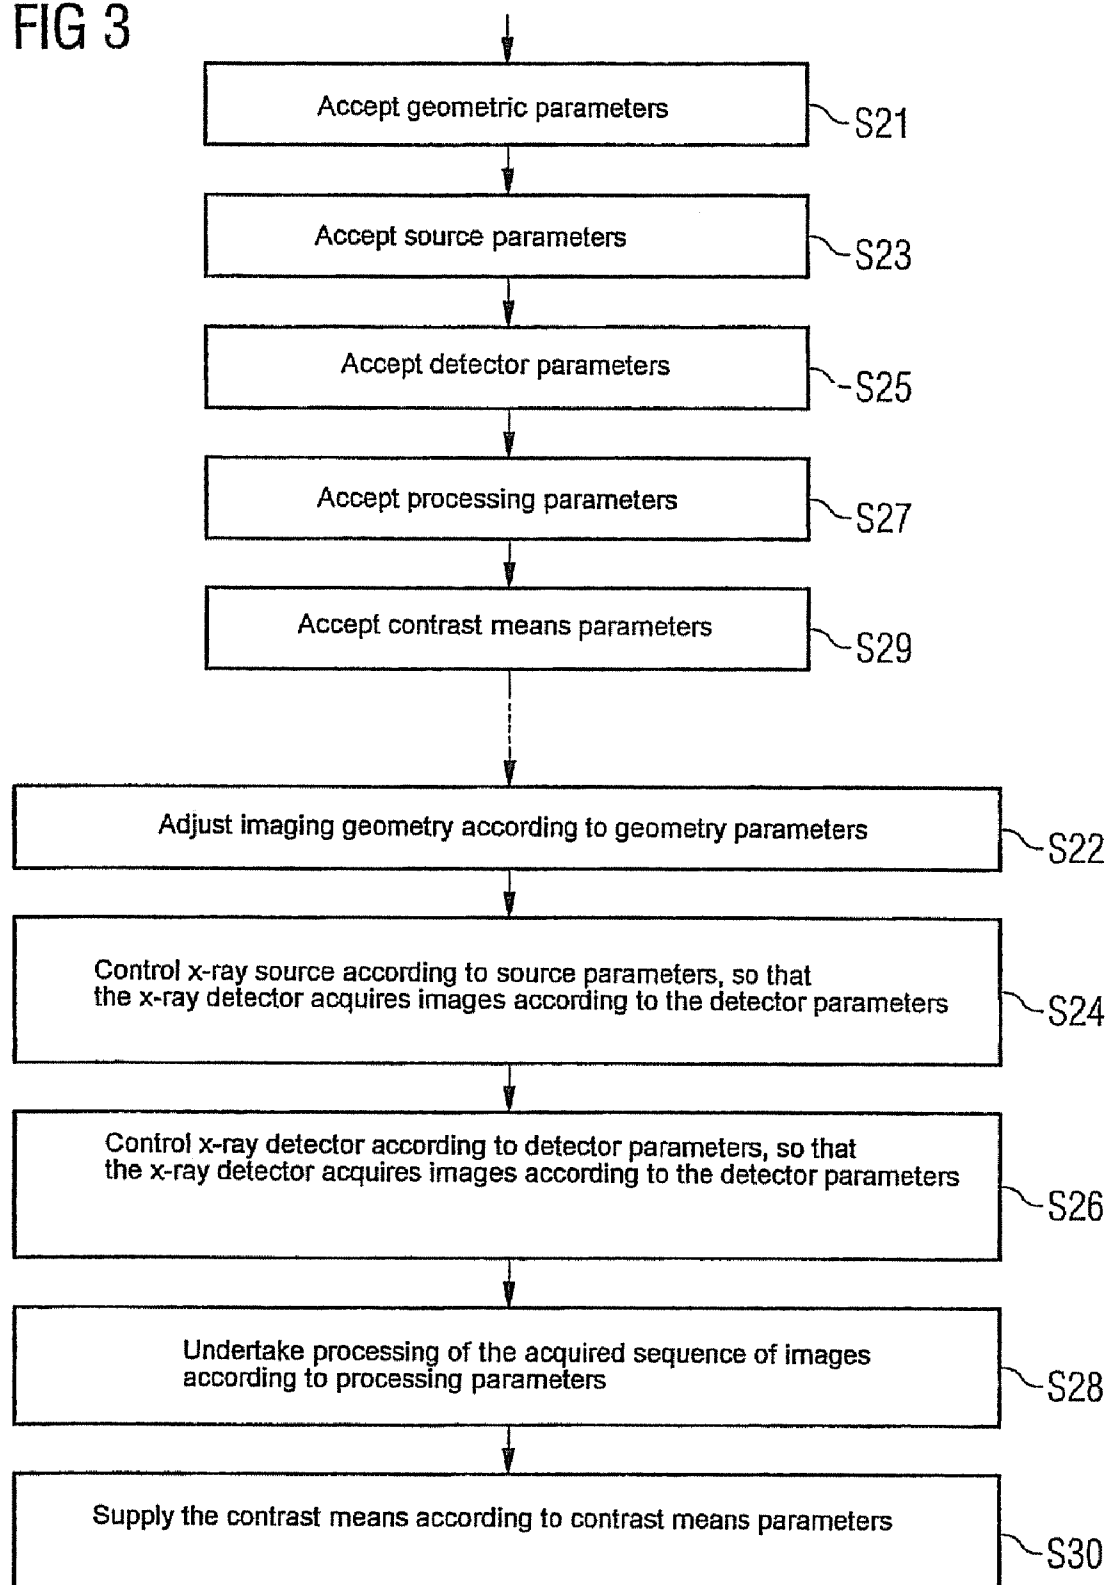 FIG 3
Accept geometric parameters
S21
Accept source parameters
S23
Accept detector parameters
S25
Accept processing parameters
S27
Accept contrast means parameters
S29
Adjust imaging geometry according to geometry parameters
S22
Control x-ray source according to source parameters, so that
the x-ray detector acquires images according to the detector parameters
S24
Control x-ray detector according to detector parameters, so that
the x-ray detector acquires images according to the detector parameters
S26
Undertake processing of the acquired sequence of images
according to processing parameters
S28
Supply the contrast means according to contrast means parameters
S30